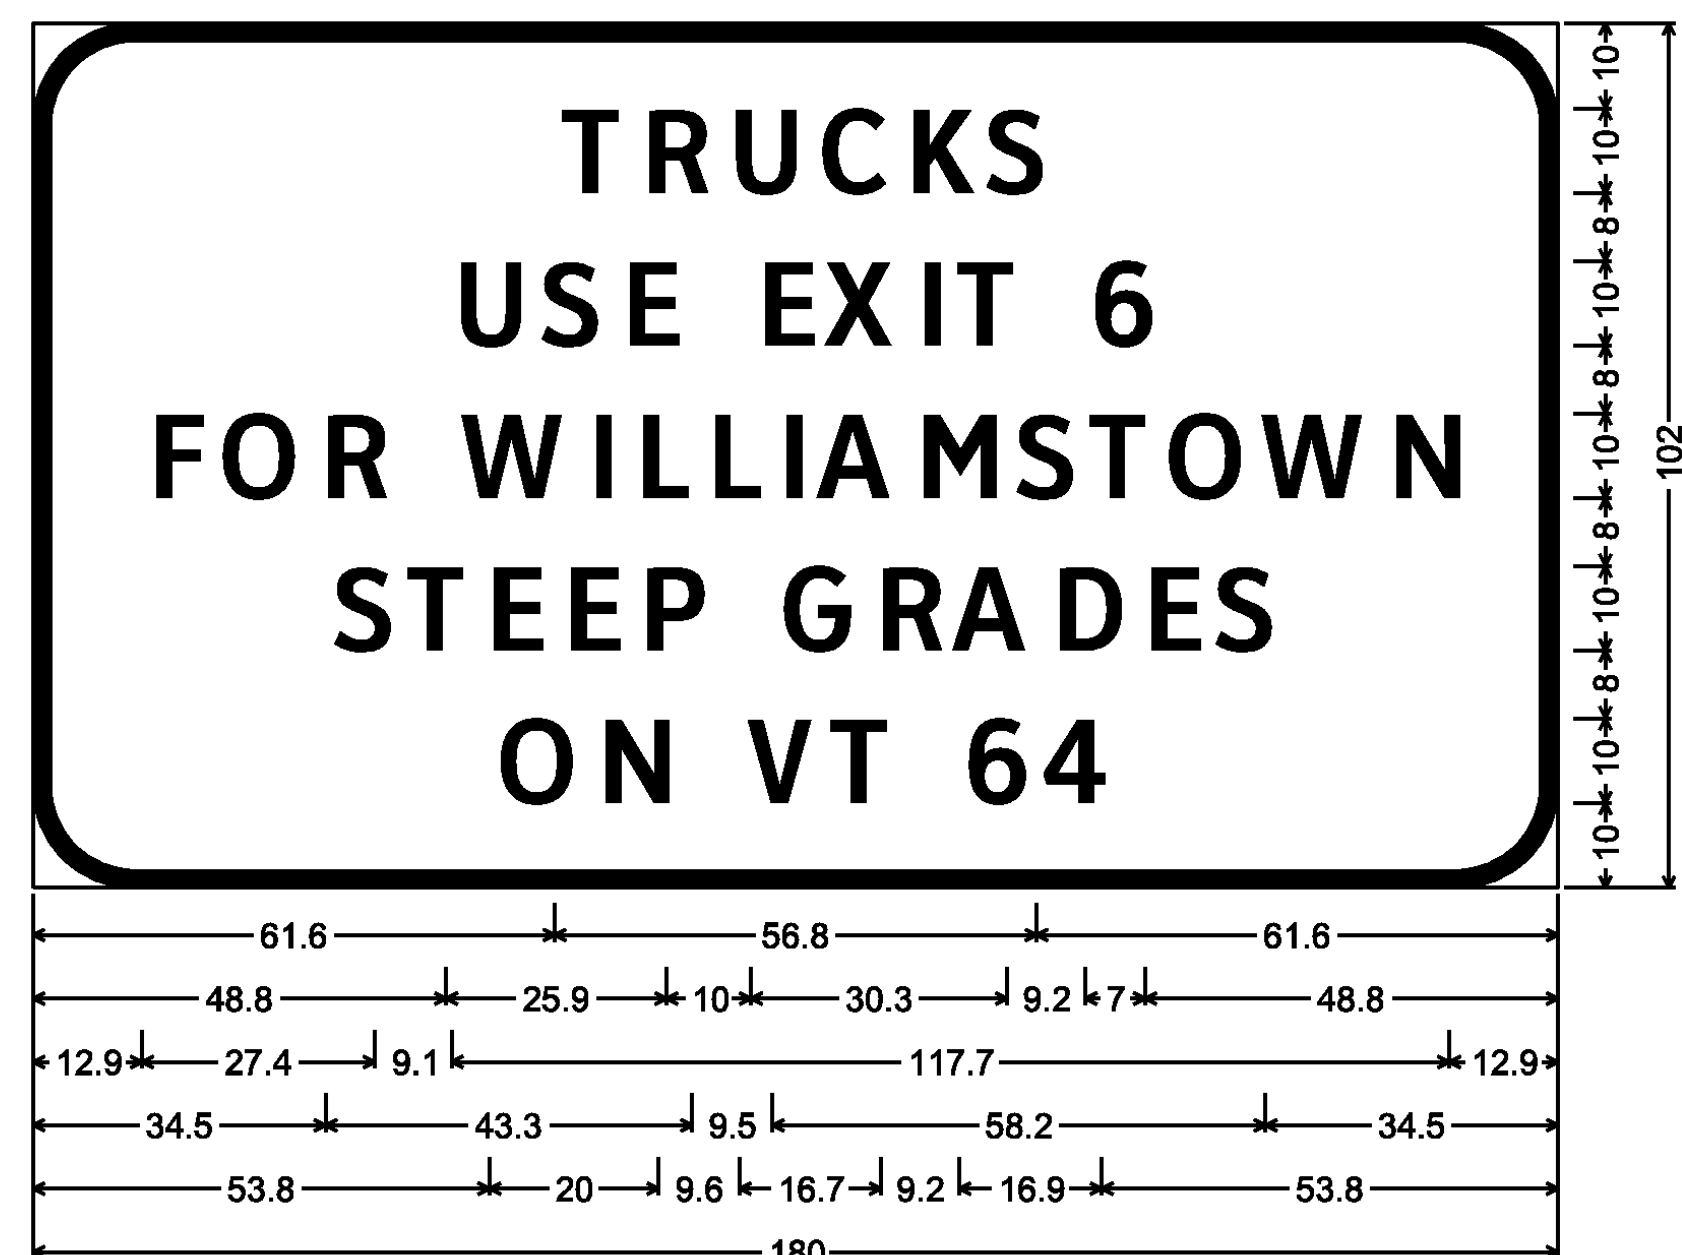 TRUCKS
USE EXIT 6
FOR WILLIAMSTOWN
STEEP GRADES
ON VT 64
10
10
8
10
8
10
8
10
8
10
10
102
61.6 56.8 61.6
48.8 25.9 10 30.3 9.2 7 48.8
12.9 27.4 9.1 117.7 12.9
34.5 43.3 9.5 58.2 34.5
53.8 20 9.6 16.7 9.2 16.9 53.8
180